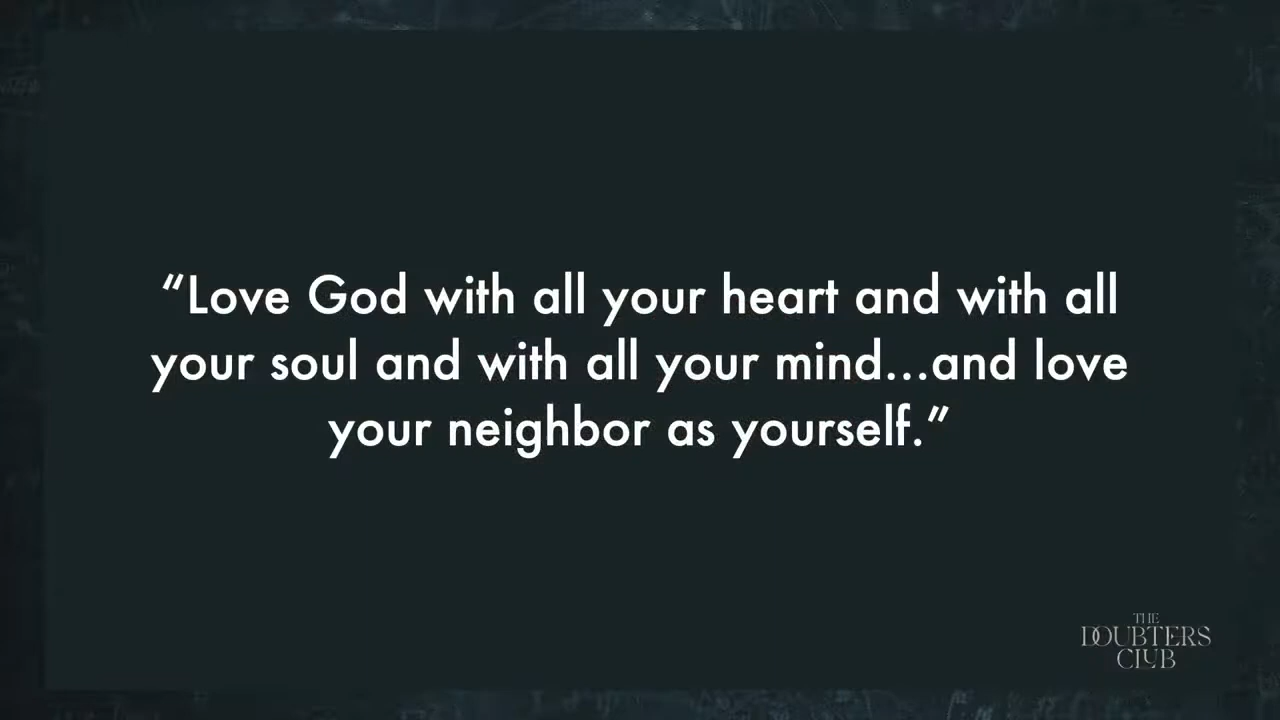 “Love God with all your heart and with all
your soul and with all your mind...and love
your neighbor as yourself.”
THE
DOUBTERS
CLUB